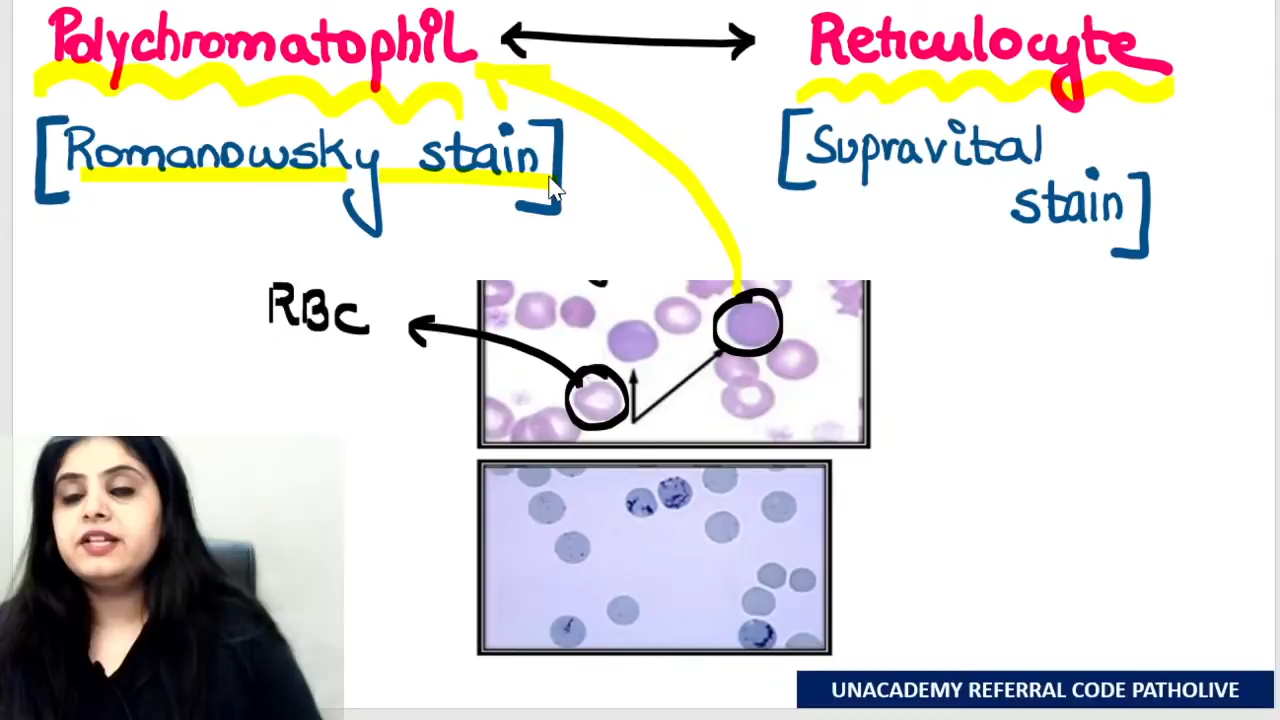 Polychromatophil
Reticulocyte
[Romanowsky stain]
[Supravital
stain]
RBC
UNACADEMY REFERRAL CODE PATHOLIVE